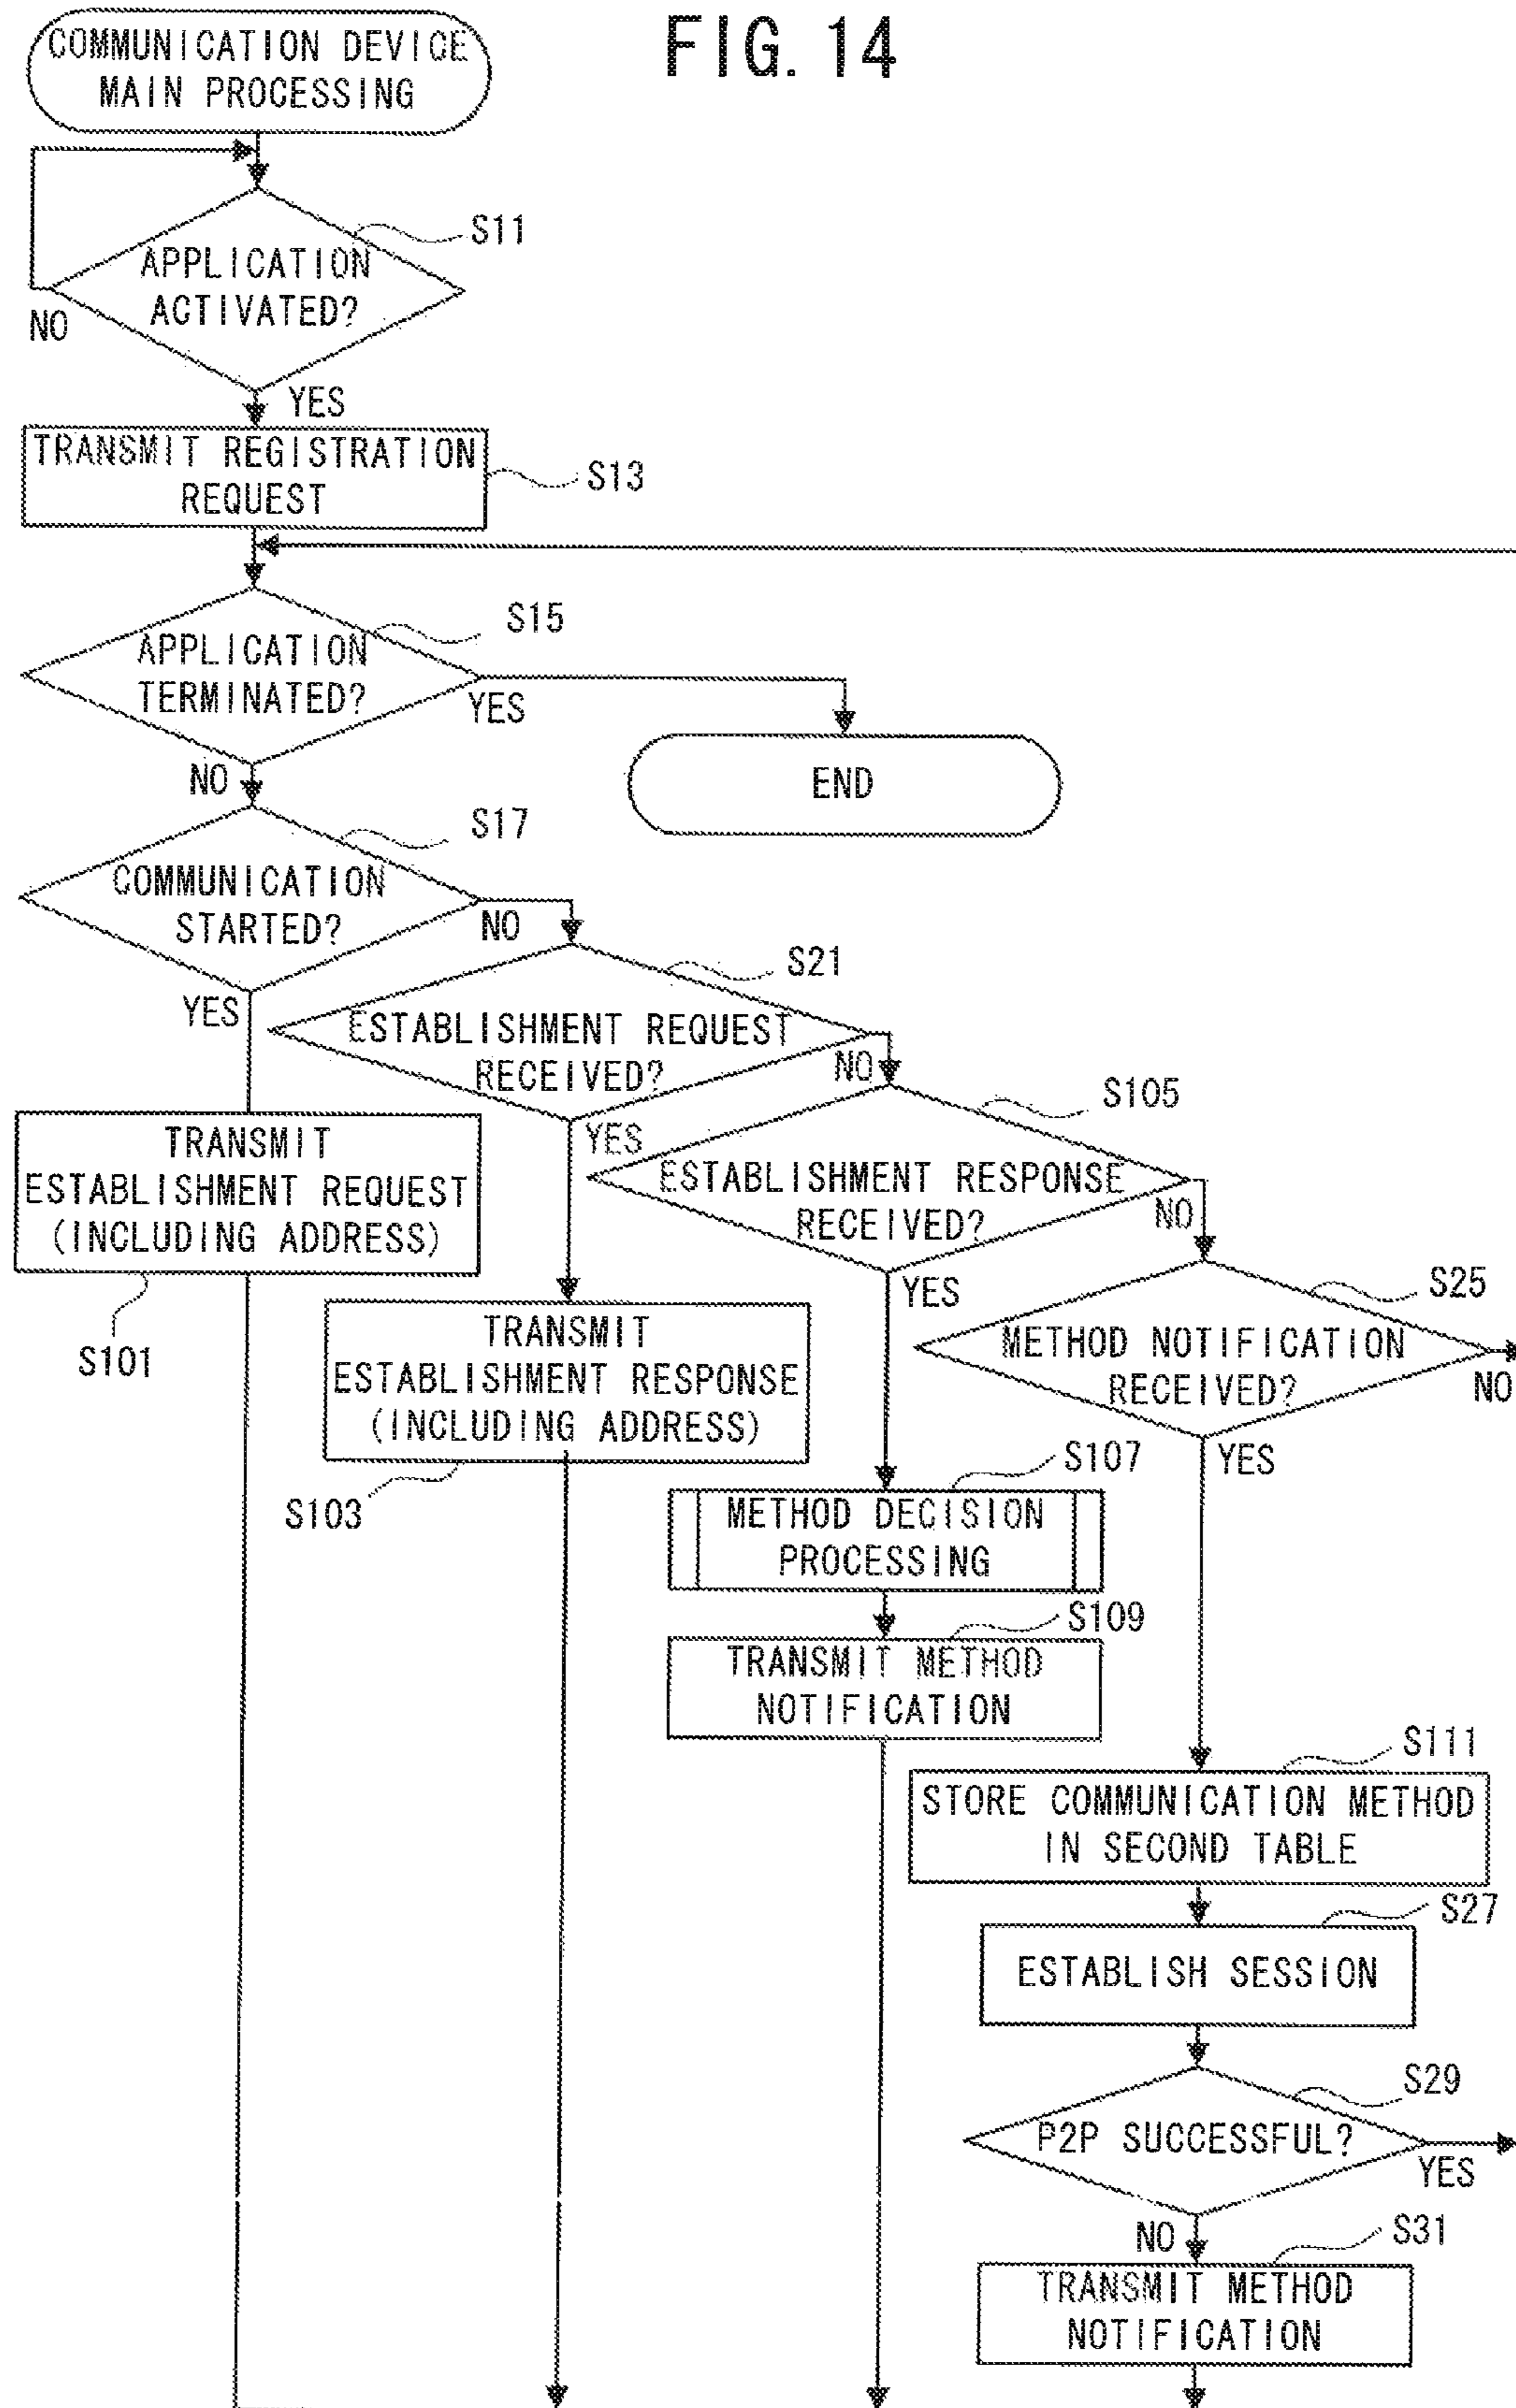 FIG. 14
COMMUNICATION DEVICE
MAIN PROCESSING
S11
APPLICATION
ACTIVATED?
NO
YES
TRANSMIT REGISTRATION
REQUEST
S13
S15
APPLICATION
TERMINATED?
YES
NO
END
S17
COMMUNICATION
STARTED?
NO
YES
S21
ESTABLISHMENT REQUEST
RECEIVED?
NO
YES
S105
ESTABLISHMENT RESPONSE
RECEIVED?
NO
YES
TRANSMIT
ESTABLISHMENT REQUEST
(INCLUDING ADDRESS)
S101
S25
METHOD NOTIFICATION
RECEIVED?
NO
YES
TRANSMIT
ESTABLISHMENT RESPONSE
(INCLUDING ADDRESS)
S103
S107
METHOD DECISION
PROCESSING
S109
TRANSMIT METHOD
NOTIFICATION
S111
STORE COMMUNICATION METHOD
IN SECOND TABLE
S27
ESTABLISH SESSION
S29
P2P SUCCESSFUL?
YES
NO
S31
TRANSMIT METHOD
NOTIFICATION